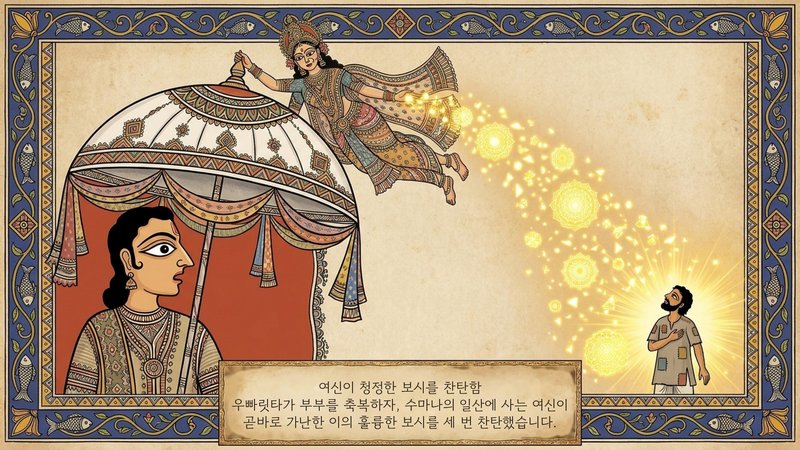 여신이 청정한 보시를 찬탄함
우빠릿타가 부부를 축복하자, 수마나의 일산에 사는 여신이
곧바로 가난한 이의 훌륭한 보시를 세 번 찬탄했습니다.